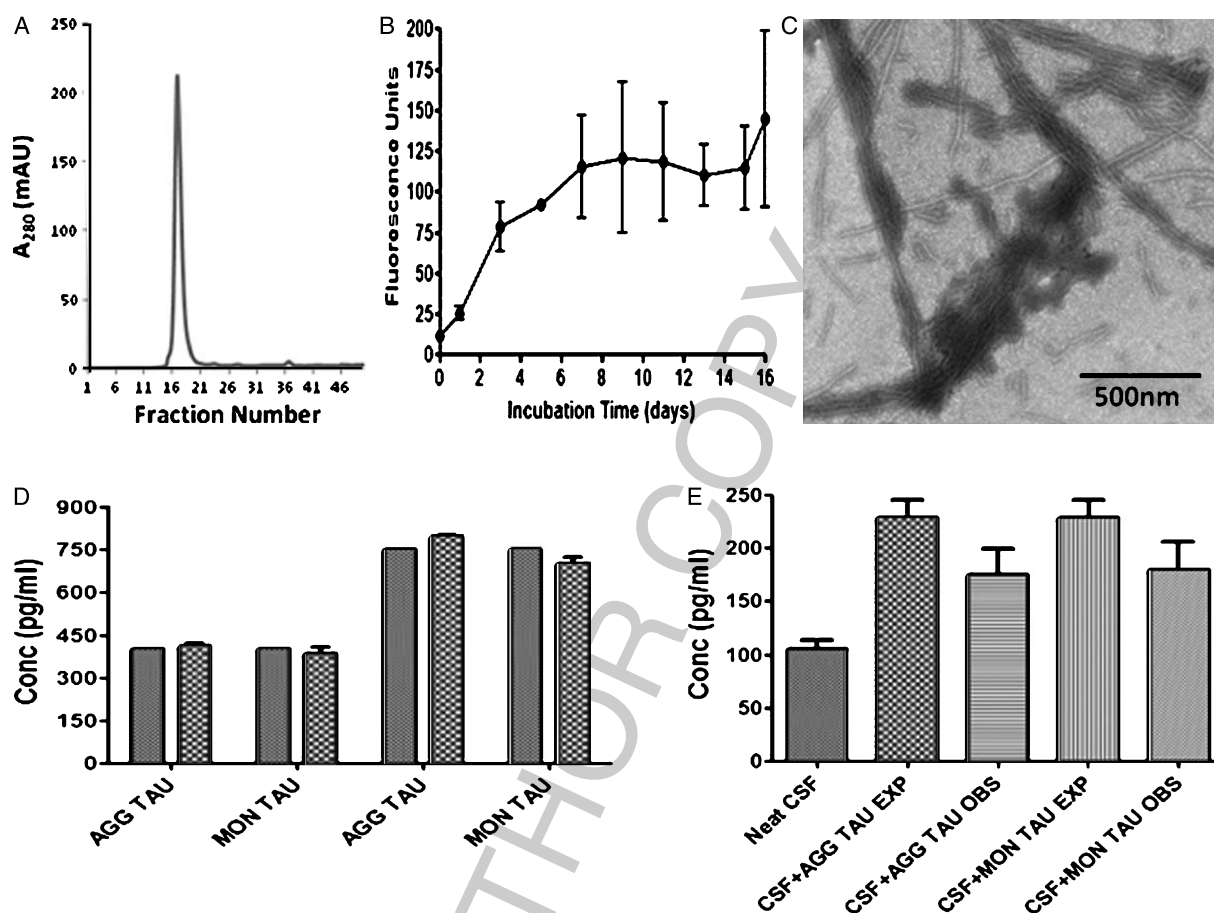 A
A280 (mAU)
250
200
150
100
50
0
1 6 11 16 21 26 31 36 41 46
Fraction Number
B
Fluoroscence Units
200
175
150
125
100
75
50
25
0
0 2 4 6 8 10 12 14 16
Incubation Time (days)
C
500nm
D
Conc (pg/ml)
900
750
600
450
300
150
0
AGG TAU
MON TAU
AGG TAU
MON TAU
E
Conc (pg/ml)
250
200
150
100
50
0
Neat CSF
CSF+AGG TAU EXP
CSF+AGG TAU OBS
CSF+MON TAU EXP
CSF+MON TAU OBS
THOR COPY